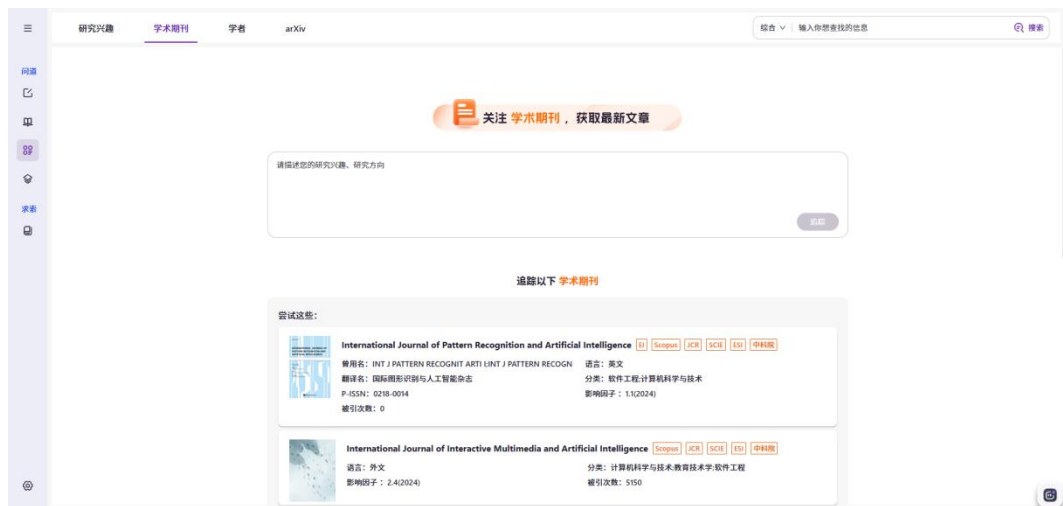 研究兴趣 学术期刊 学者 arXiv 综合 输入你想查找的信息 搜索
问道
求索
关注 学术期刊 ，获取最新文章
请描述您的研究兴趣、研究方向
追踪
追踪以下 学术期刊
尝试这些：
International Journal of Pattern Recognition and Artificial Intelligence EI Scopus JCR SCIE ESI 中科院
曾用名：INT J PATTERN RECOGNIT ARTI I;INT J PATTERN RECOGN 语言：英文
翻译名：国际图形识别与人工智能杂志 分类：软件工程;计算机科学与技术
P-ISSN：0218-0014 影响因子：1.1(2024)
被引次数：0
International Journal of Interactive Multimedia and Artificial Intelligence Scopus JCR SCIE ESI 中科院
语言：外文 分类：计算机科学与技术;教育技术学;软件工程
影响因子：2.4(2024) 被引次数：5150